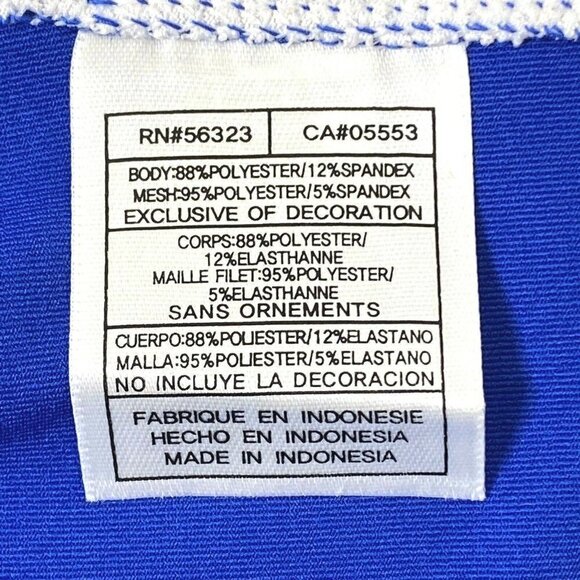 RN#56323 CA#05553
BODY:88%POLYESTER/12%SPANDEX
MESH:95%POLYESTER/5%SPANDEX
EXCLUSIVE OF DECORATION
CORPS:88%POLYESTER/
12%ELASTHANNE
MAILLE FILET:95%POLYESTER/
5%ELASTHANNE
SANS ORNEMENTS
CUERPO:88%POLIESTER/12%ELASTANO
MALLA:95%POLIESTER/5%ELASTANO
NO INCLUYE LA DECORACION
FABRIQUE EN INDONESIE
HECHO EN INDONESIA
MADE IN INDONESIA